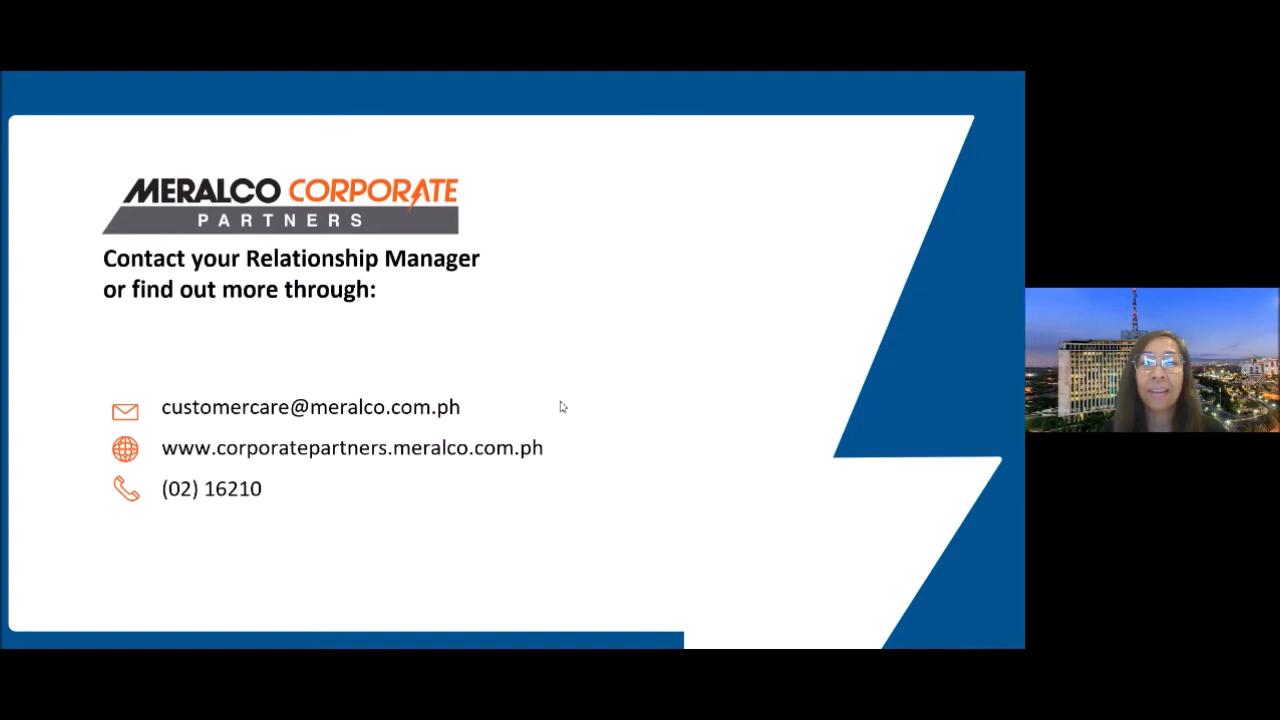 MERALCO CORPORATE
PARTNERS
Contact your Relationship Manager
or find out more through:
customercare@meralco.com.ph
www.corporatepartners.meralco.com.ph
(02) 16210